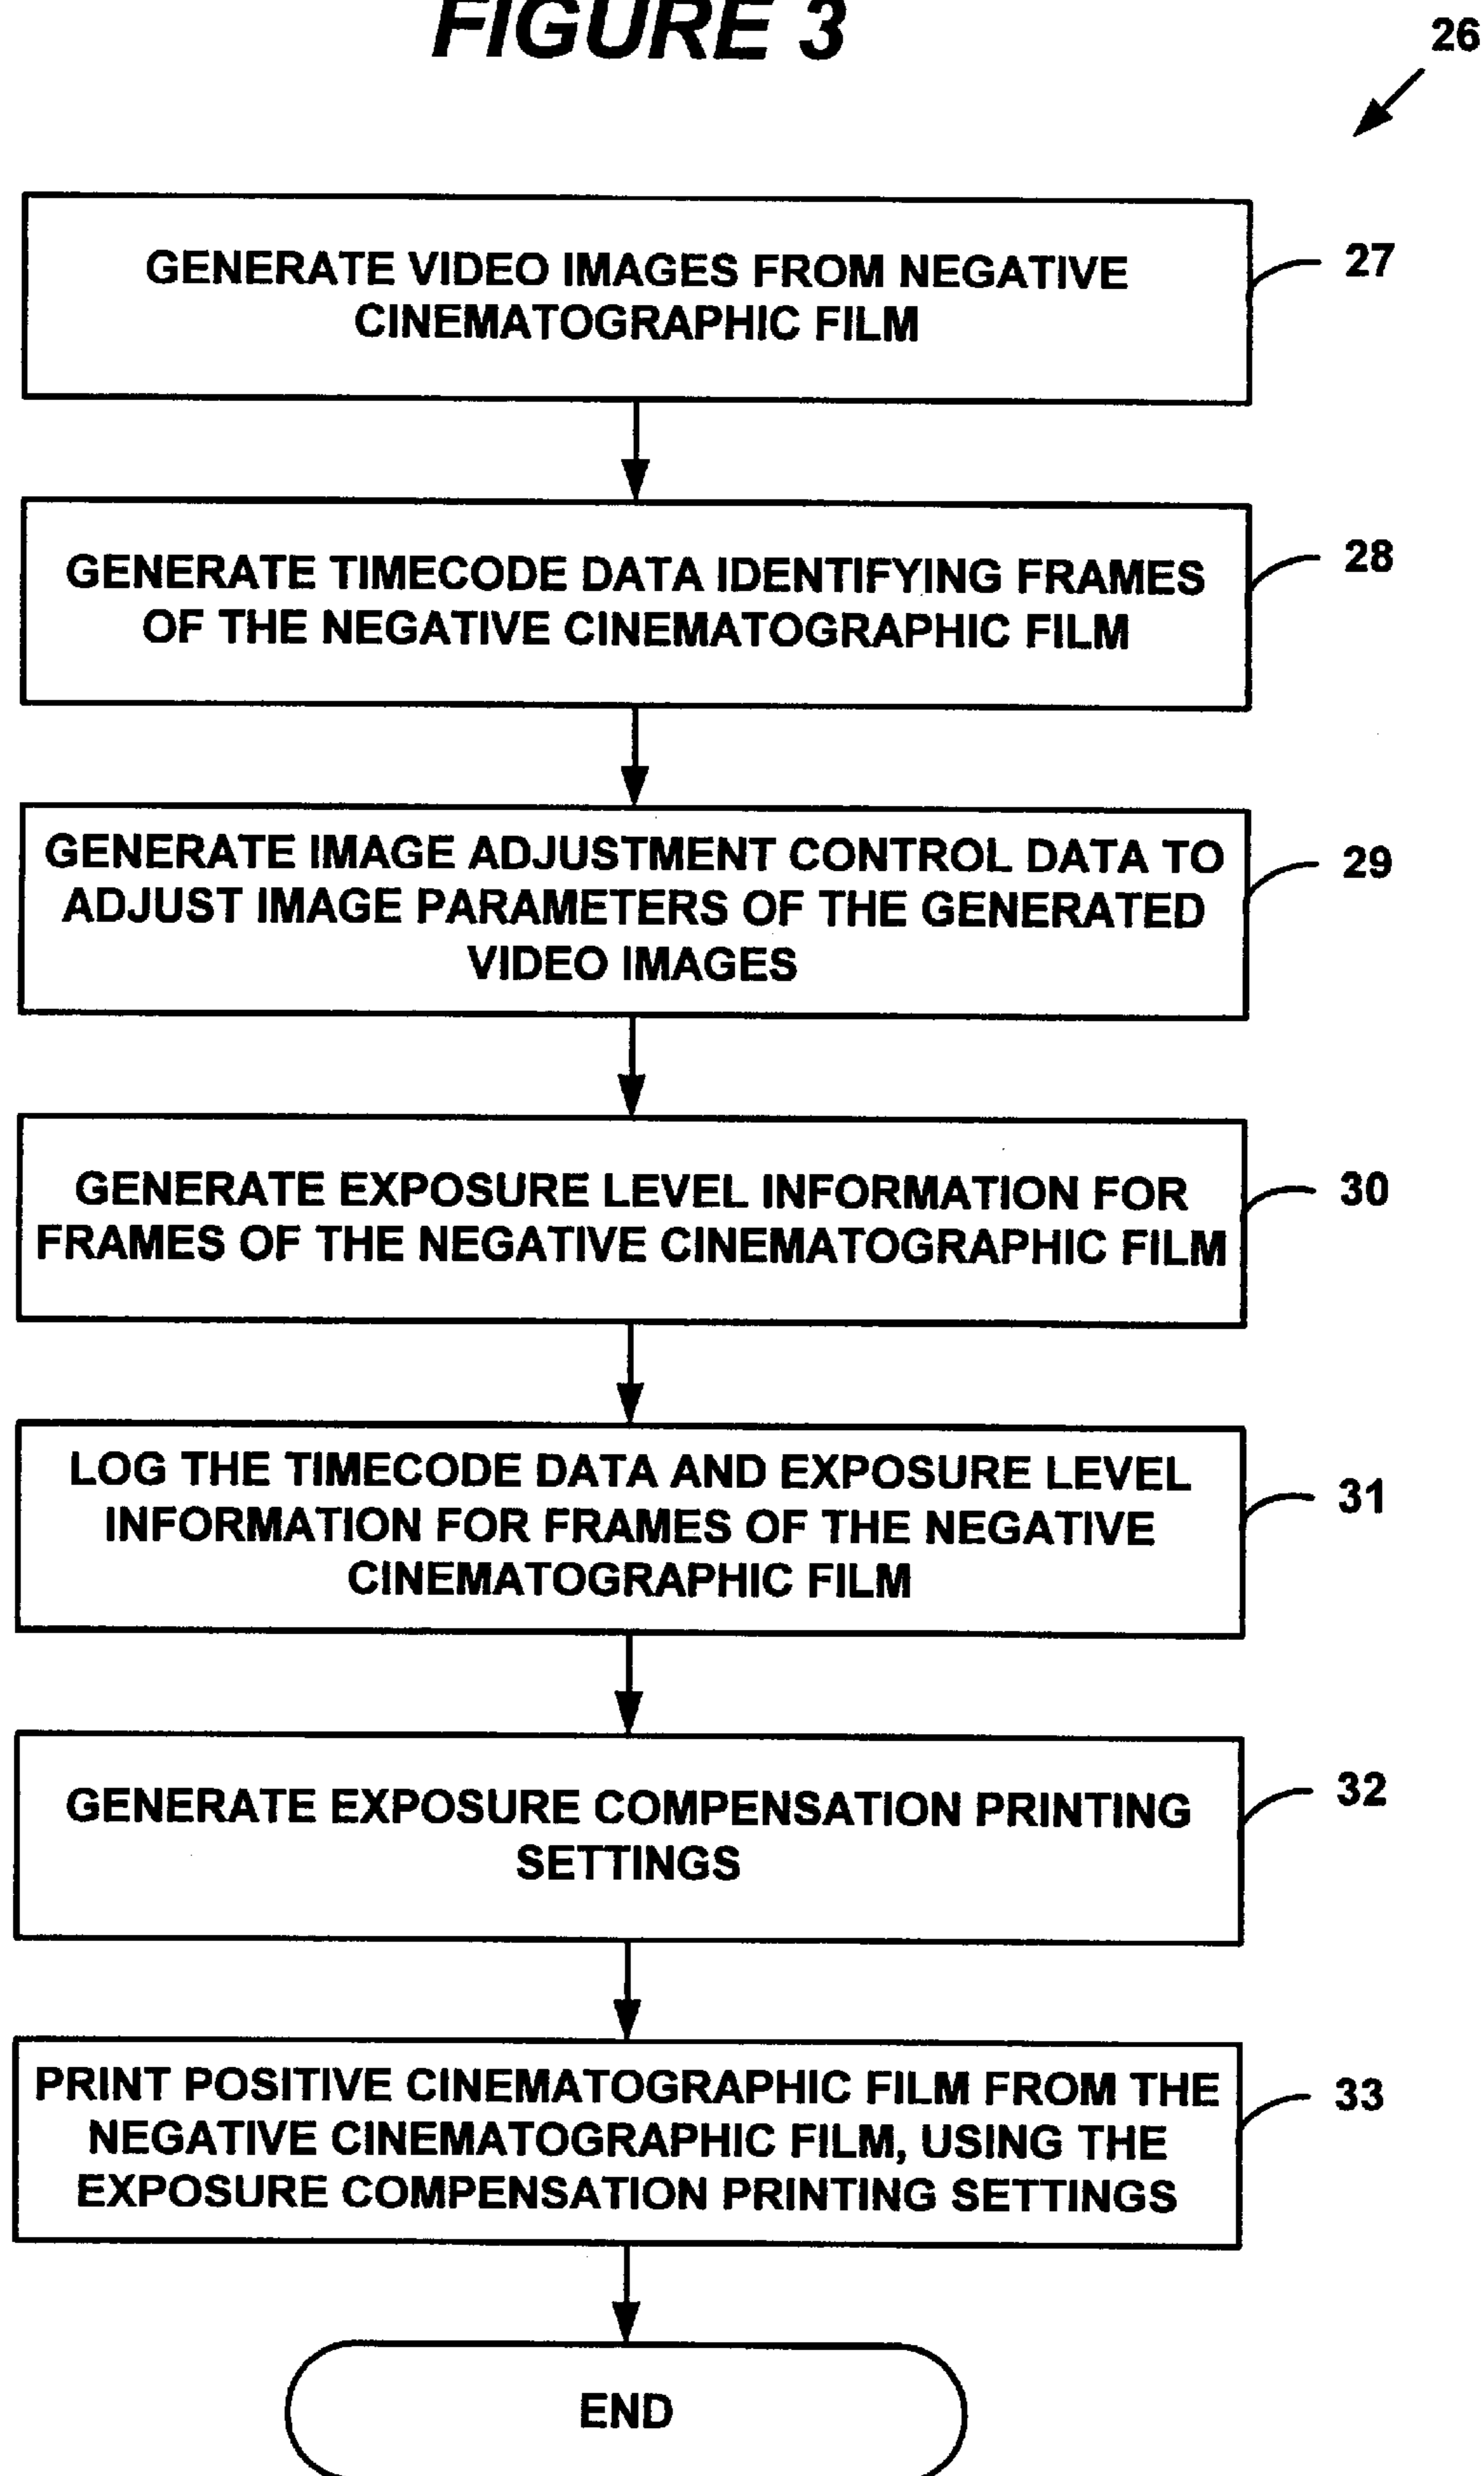 FIGURE 3
26
GENERATE VIDEO IMAGES FROM NEGATIVE
CINEMATOGRAPHIC FILM
27
GENERATE TIMECODE DATA IDENTIFYING FRAMES
OF THE NEGATIVE CINEMATOGRAPHIC FILM
28
GENERATE IMAGE ADJUSTMENT CONTROL DATA TO
ADJUST IMAGE PARAMETERS OF THE GENERATED
VIDEO IMAGES
29
GENERATE EXPOSURE LEVEL INFORMATION FOR
FRAMES OF THE NEGATIVE CINEMATOGRAPHIC FILM
30
LOG THE TIMECODE DATA AND EXPOSURE LEVEL
INFORMATION FOR FRAMES OF THE NEGATIVE
CINEMATOGRAPHIC FILM
31
GENERATE EXPOSURE COMPENSATION PRINTING
SETTINGS
32
PRINT POSITIVE CINEMATOGRAPHIC FILM FROM THE
NEGATIVE CINEMATOGRAPHIC FILM, USING THE
EXPOSURE COMPENSATION PRINTING SETTINGS
33
END